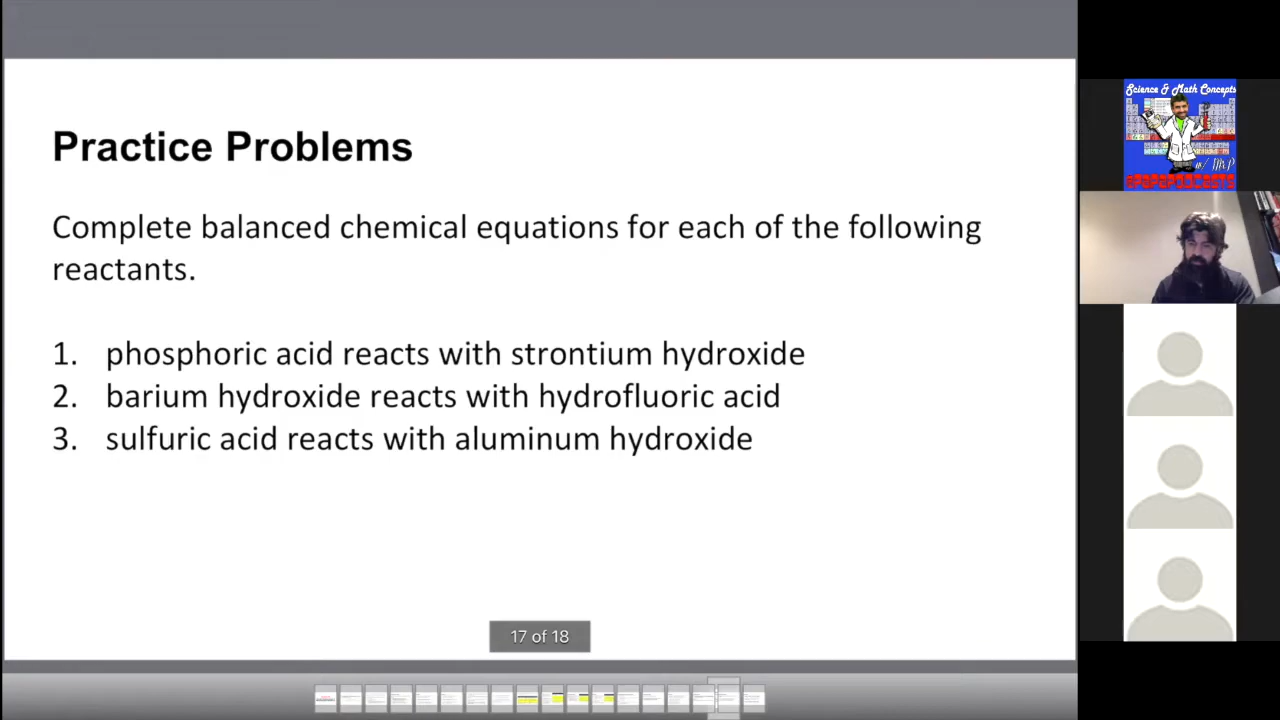 Practice Problems
Complete balanced chemical equations for each of the following
reactants.
1. phosphoric acid reacts with strontium hydroxide
2. barium hydroxide reacts with hydrofluoric acid
3. sulfuric acid reacts with aluminum hydroxide
17 of 18
Science & Math Concepts
w/ Mr P